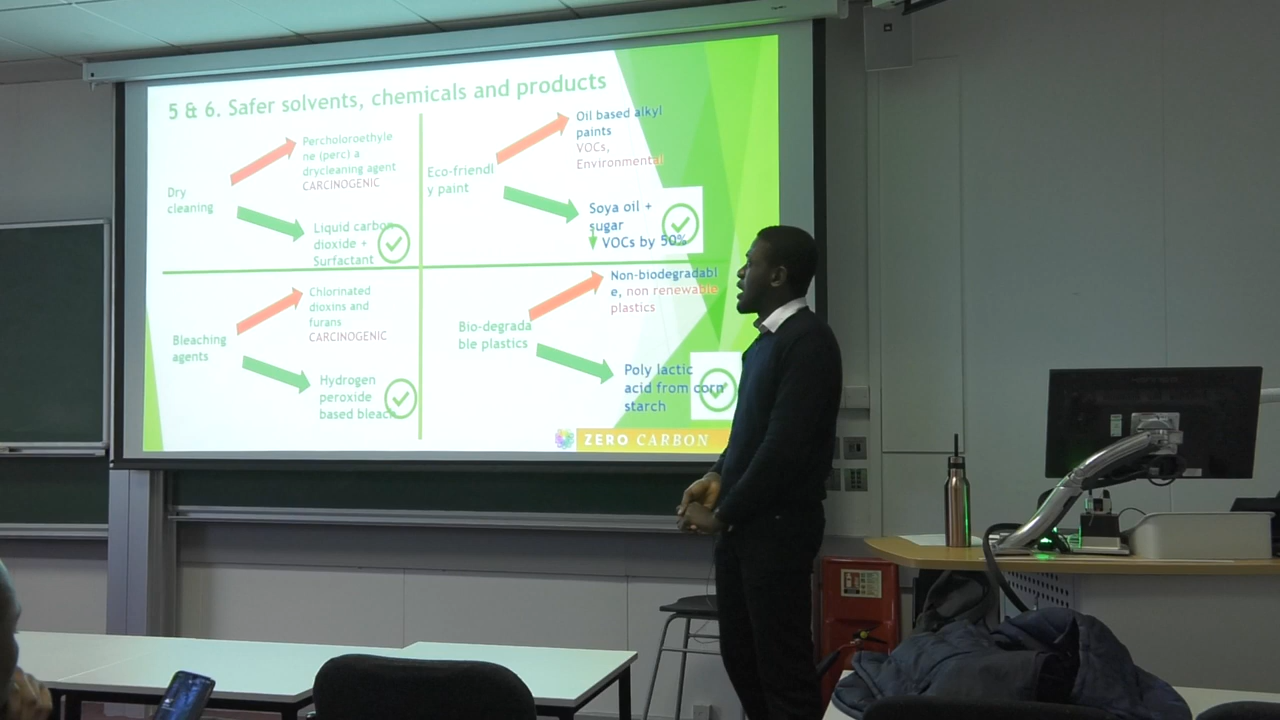 5 & 6. Safer solvents, chemicals and products
Dry
cleaning
Percholoroethyle
ne (perc) a
drycleaning agent
CARCINOGENIC
Liquid carbon
dioxide +
Surfactant
Eco-friendl
y paint
Oil based alkyl
paints
VOCs,
Environmental
Soya oil +
sugar
VOCs by 50%
Bleaching
agents
Chlorinated
dioxins and
furans
CARCINOGENIC
Hydrogen
peroxide
based bleach
Bio-degrada
ble plastics
Non-biodegradabl
e, non renewable
plastics
Poly lactic
acid from corn
starch
ZERO CARBON